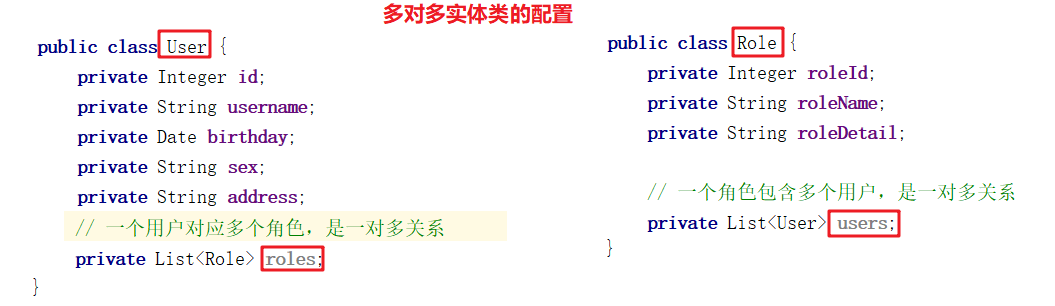 多对多实体类的配置
public class User {
private Integer id;
private String username;
private Date birthday;
private String sex;
private String address;
// 一个用户对应多个角色，是一对多关系
private List<Role> roles;
}
public class Role {
private Integer roleId;
private String roleName;
private String roleDetail;
// 一个角色包含多个用户，是一对多关系
private List<User> users;
}